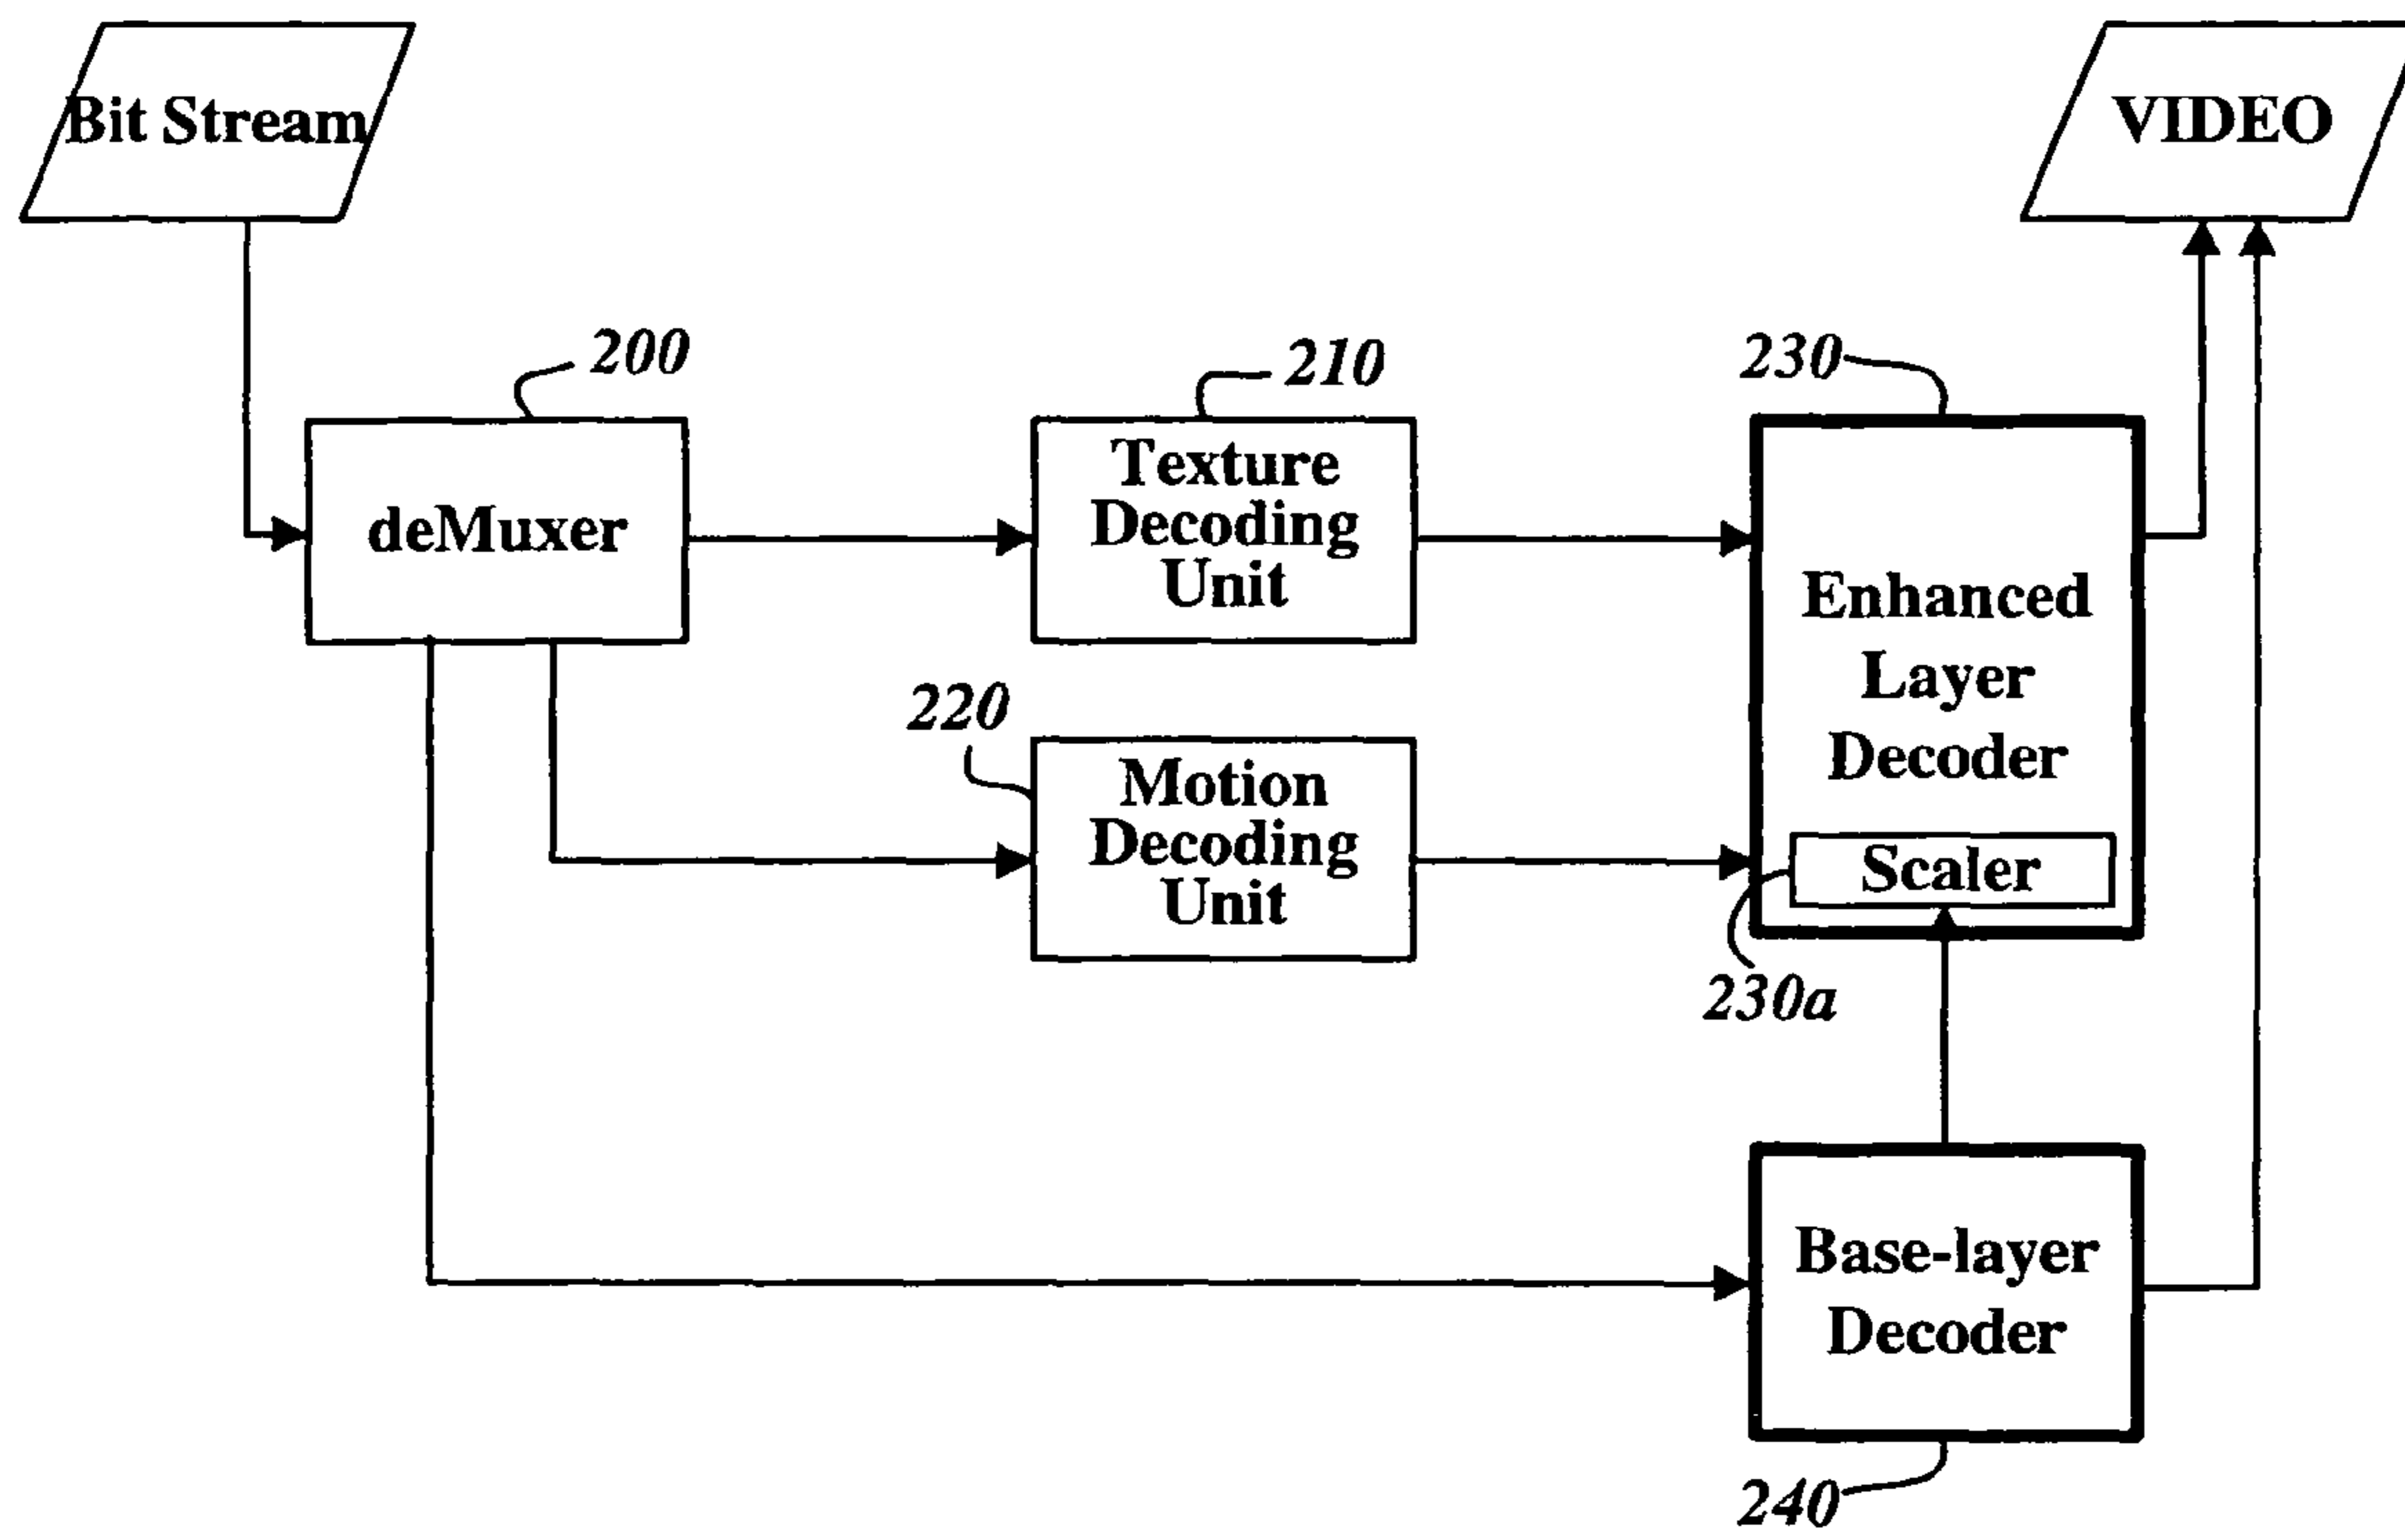 Bit Stream
VIDEO
200
210
230
deMuxer
Texture
Decoding
Unit
Enhanced
Layer
Decoder
220
Motion
Decoding
Unit
Scaler
230a
Base-layer
Decoder
240